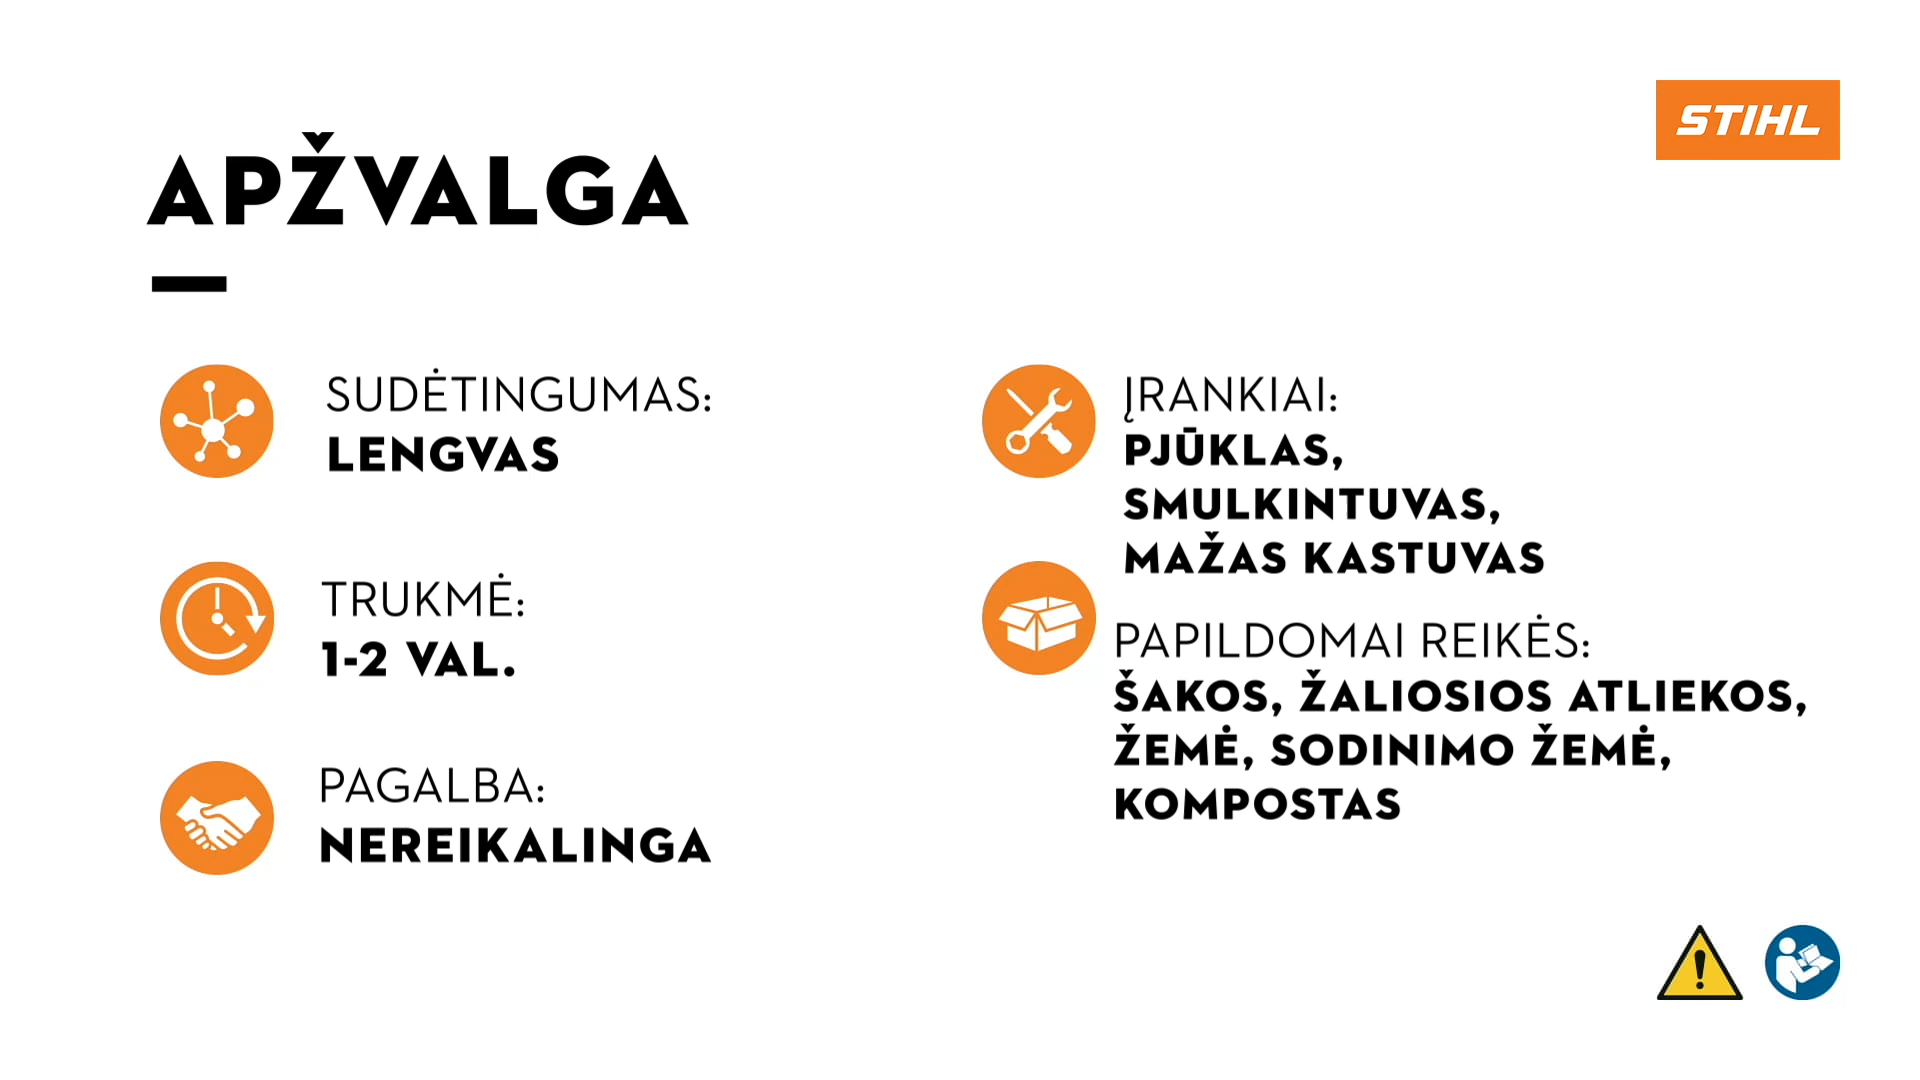 STIHL
APŽVALGA
SUDĖTINGUMAS:
LENGVAS
TRUKMĖ:
1-2 VAL.
PAGALBA:
NEREIKALINGA
ĮRANKIAI:
PJŪKLAS,
SMULKINTUVAS,
MAŽAS KASTUVAS
PAPILDOMAI REIKĖS:
ŠAKOS, ŽALIOSIOS ATLIEKOS,
ŽEMĖ, SODINIMO ŽEMĖ,
KOMPOSTAS